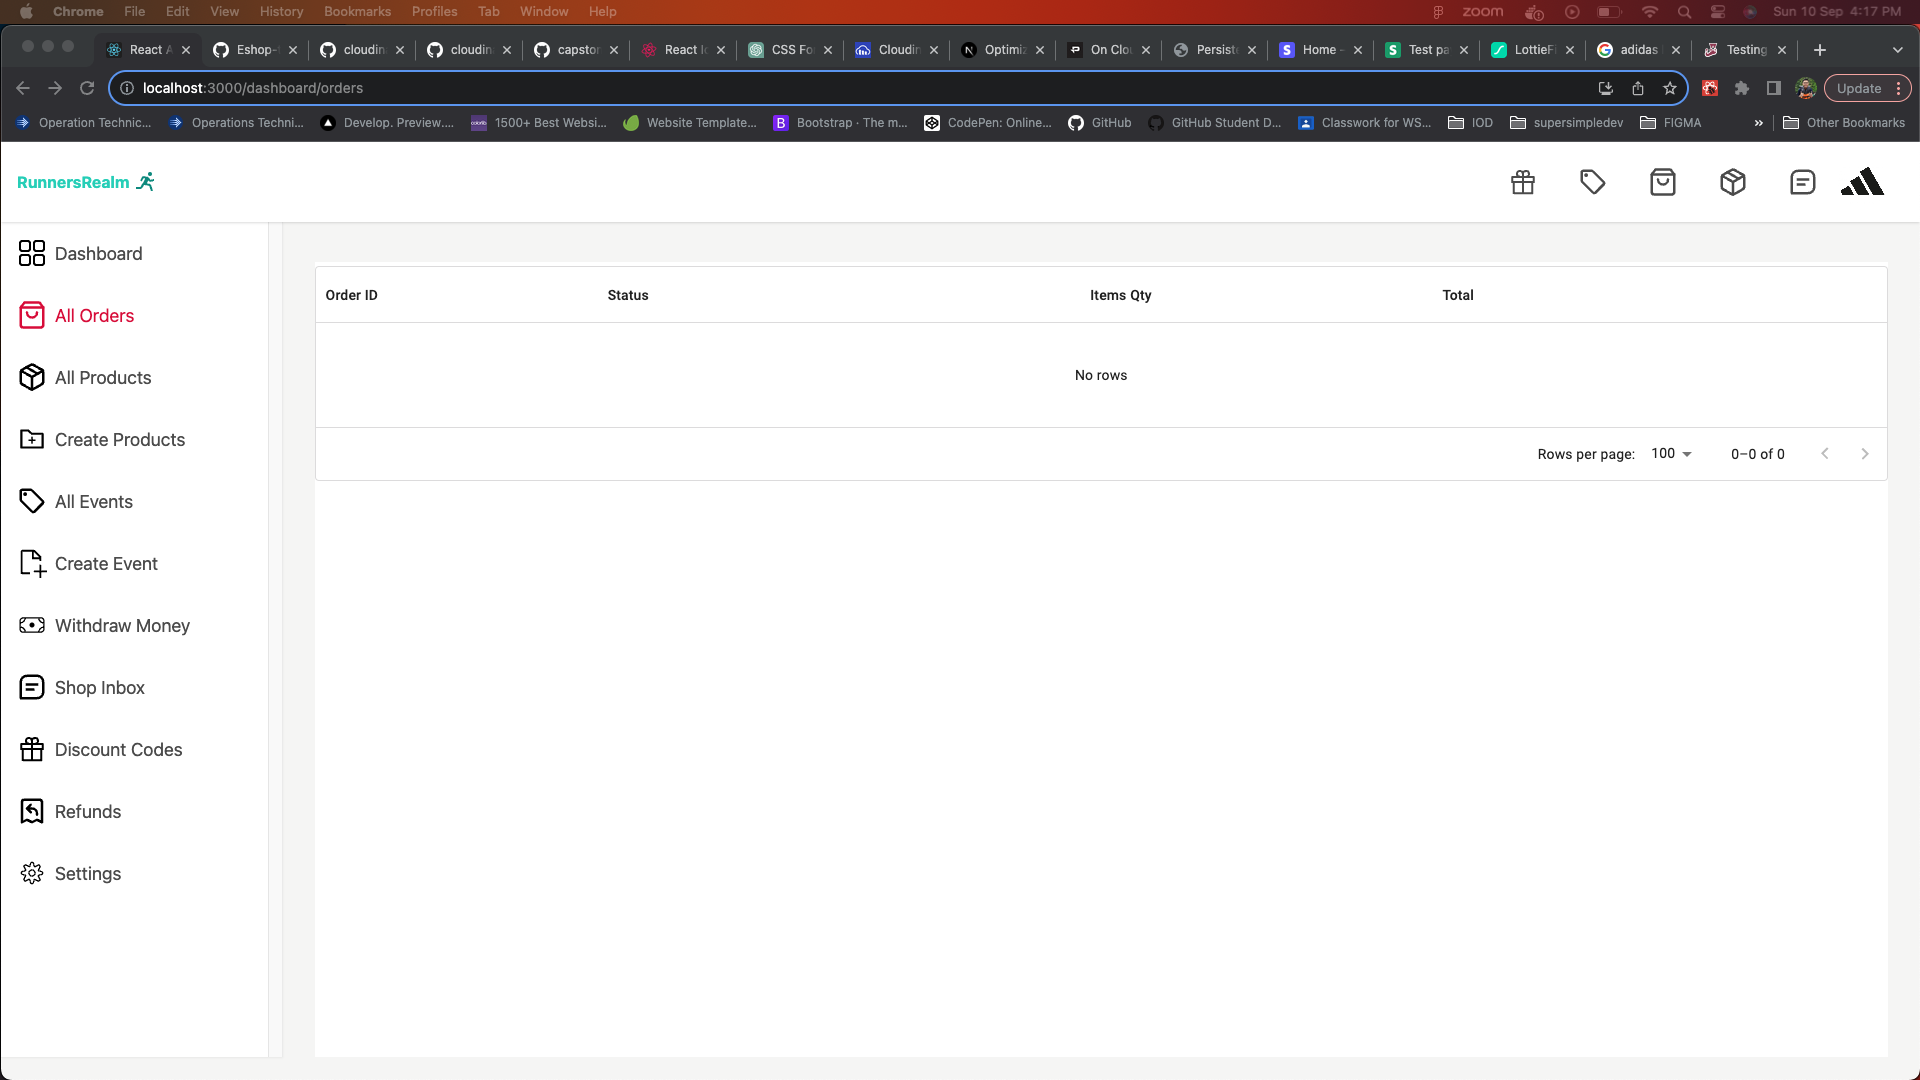 Chrome File Edit View History Bookmarks Profiles Tab Window Help zoom Sun 10 Sep 4:17 PM
React A Eshop- cloudin cloudin capstor React Ic CSS Fo Cloudin Optimiz On Clou Persiste Home - Test pa LottieFi adidas Testing
localhost:3000/dashboard/orders Update
Operation Technic... Operations Techni... Develop. Preview.... 1500+ Best Websi... Website Template... Bootstrap · The m... CodePen: Online... GitHub GitHub Student D... Classwork for WS... IOD supersimpledev FIGMA » Other Bookmarks
RunnersRealm
Dashboard
All Orders
All Products
Create Products
All Events
Create Event
Withdraw Money
Shop Inbox
Discount Codes
Refunds
Settings
Order ID Status Items Qty Total
No rows
Rows per page: 100 0–0 of 0